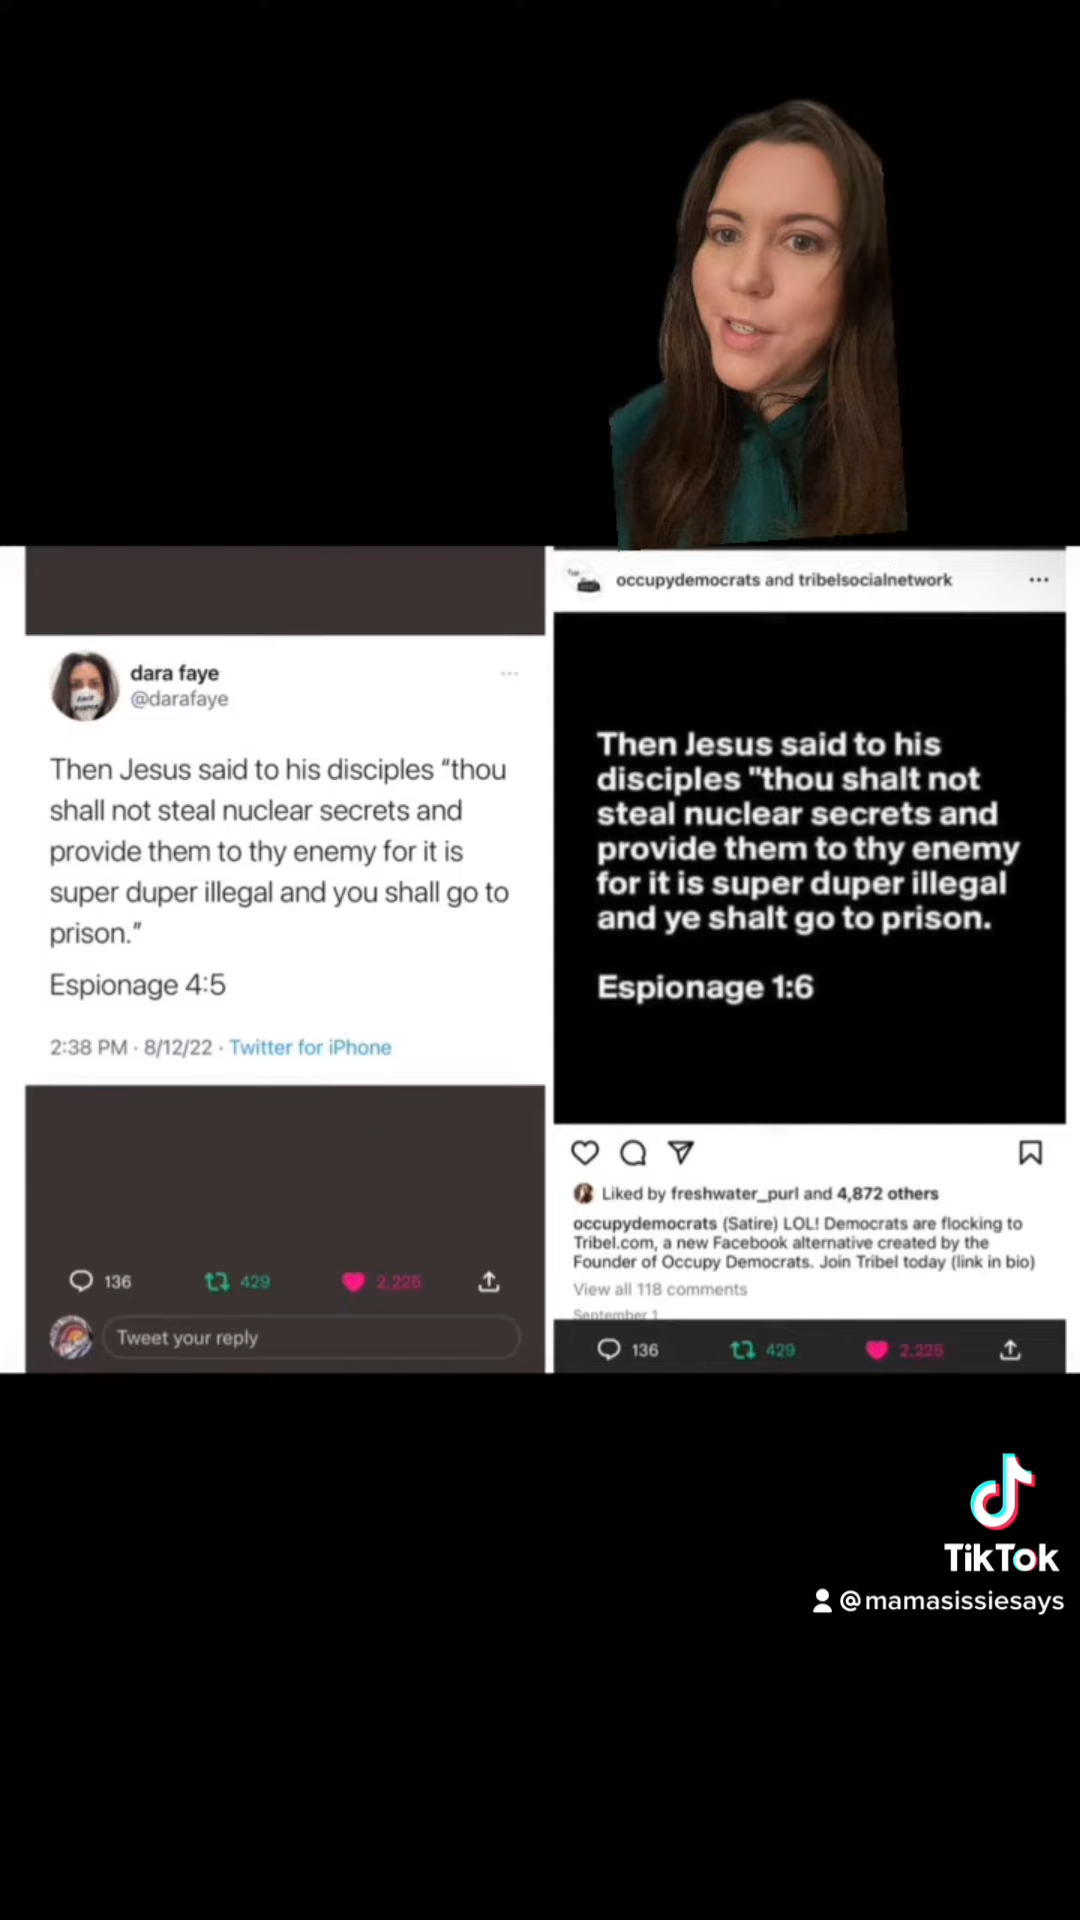 dara faye
@darafaye
Then Jesus said to his disciples “thou
shall not steal nuclear secrets and
provide them to thy enemy for it is
super duper illegal and you shall go to
prison.”
Espionage 4:5
2:38 PM · 8/12/22 · Twitter for iPhone
136
429
2,225
Tweet your reply
occupydemocrats and tribelsocialnetwork
Then Jesus said to his
disciples "thou shalt not
steal nuclear secrets and
provide them to thy enemy
for it is super duper illegal
and ye shalt go to prison.
Espionage 1:6
Liked by freshwater_purl and 4,872 others
occupydemocrats (Satire) LOL! Democrats are flocking to
Tribel.com, a new Facebook alternative created by the
Founder of Occupy Democrats. Join Tribel today (link in bio)
View all 118 comments
September 1
136
429
2,225
TikTok
@mamasissiesays